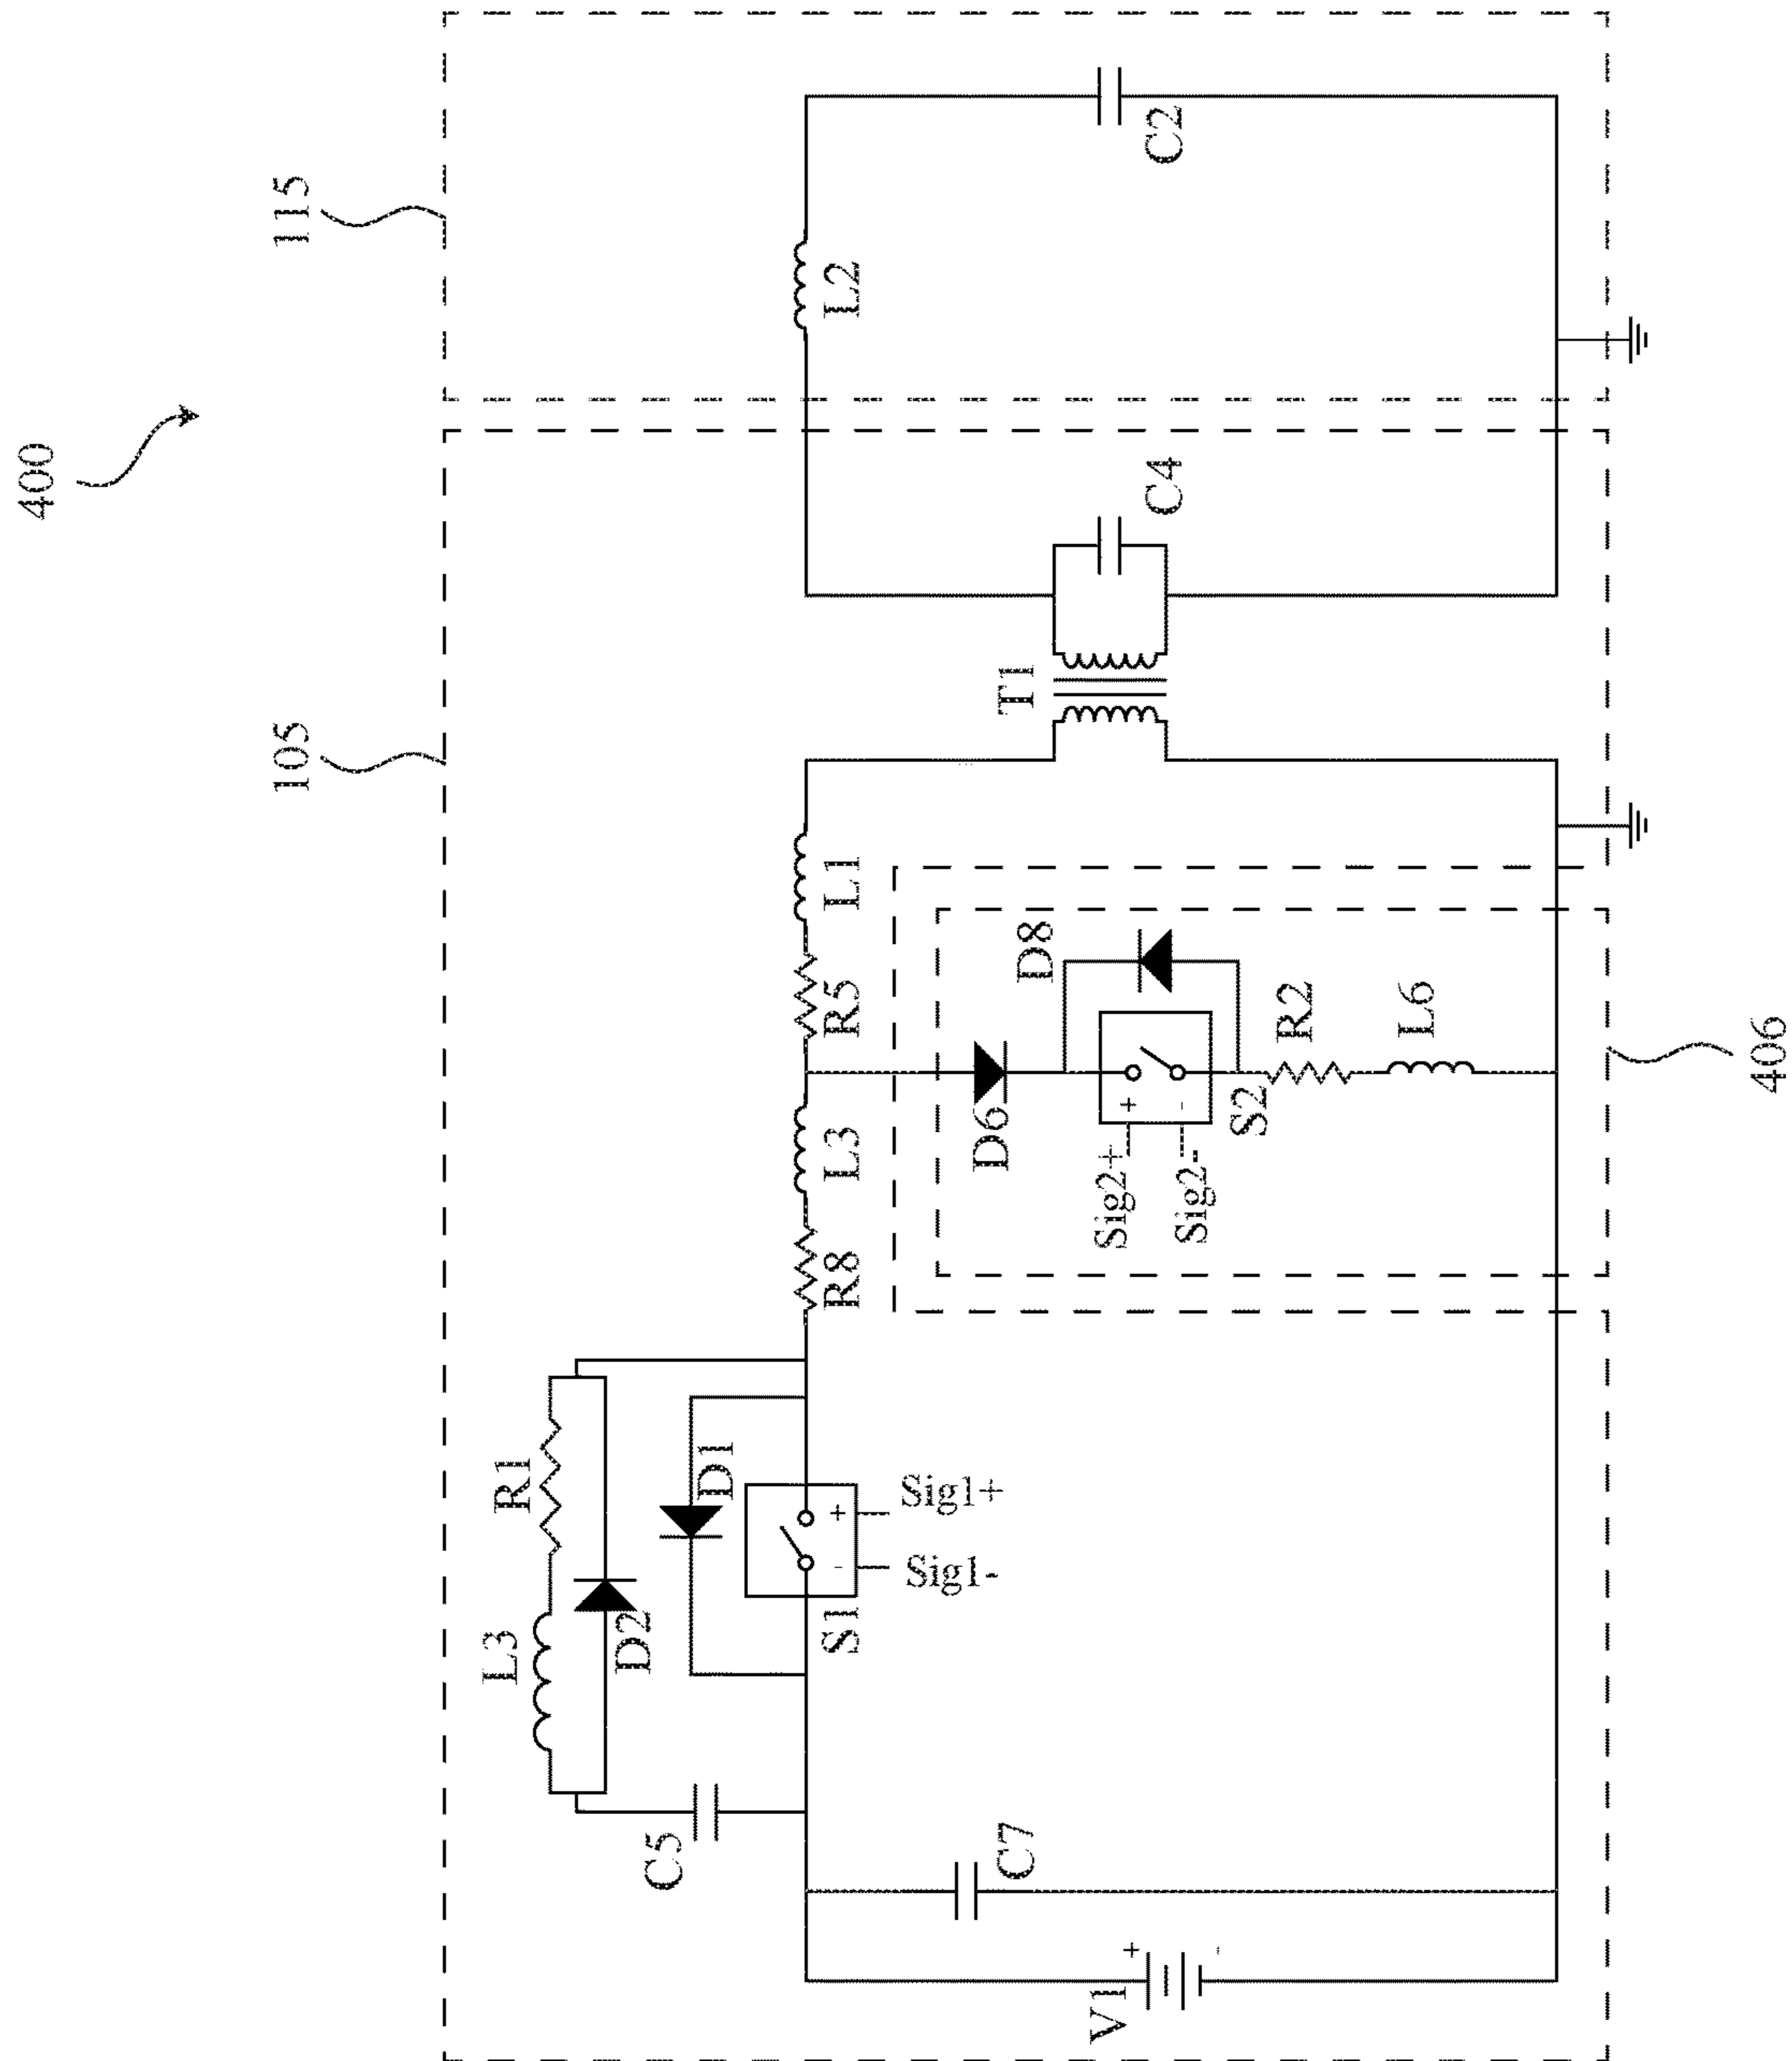 400
105
115
L3
R1
D2
C5
D1
S1
Sig1-
Sig1+
-
+
R8
L3
R5
L1
T1
C4
L2
C2
V1
+
-
C7
D6
D8
Sig2+
Sig2-
+
-
S2
R2
L6
406